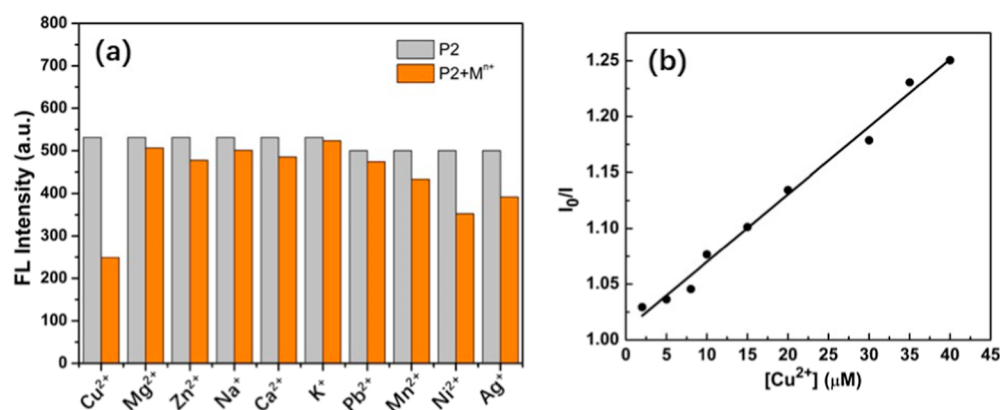 (a)
P2
P2+Mⁿ⁺
FL Intensity (a.u.)
800
700
600
500
400
300
200
100
0
Cu²⁺ Mg²⁺ Zn²⁺ Na⁺ Ca²⁺ K⁺ Pb²⁺ Mn²⁺ Ni²⁺ Ag⁺
(b)
I₀/I
1.25
1.20
1.15
1.10
1.05
1.00
0 5 10 15 20 25 30 35 40 45
[Cu²⁺] (μM)